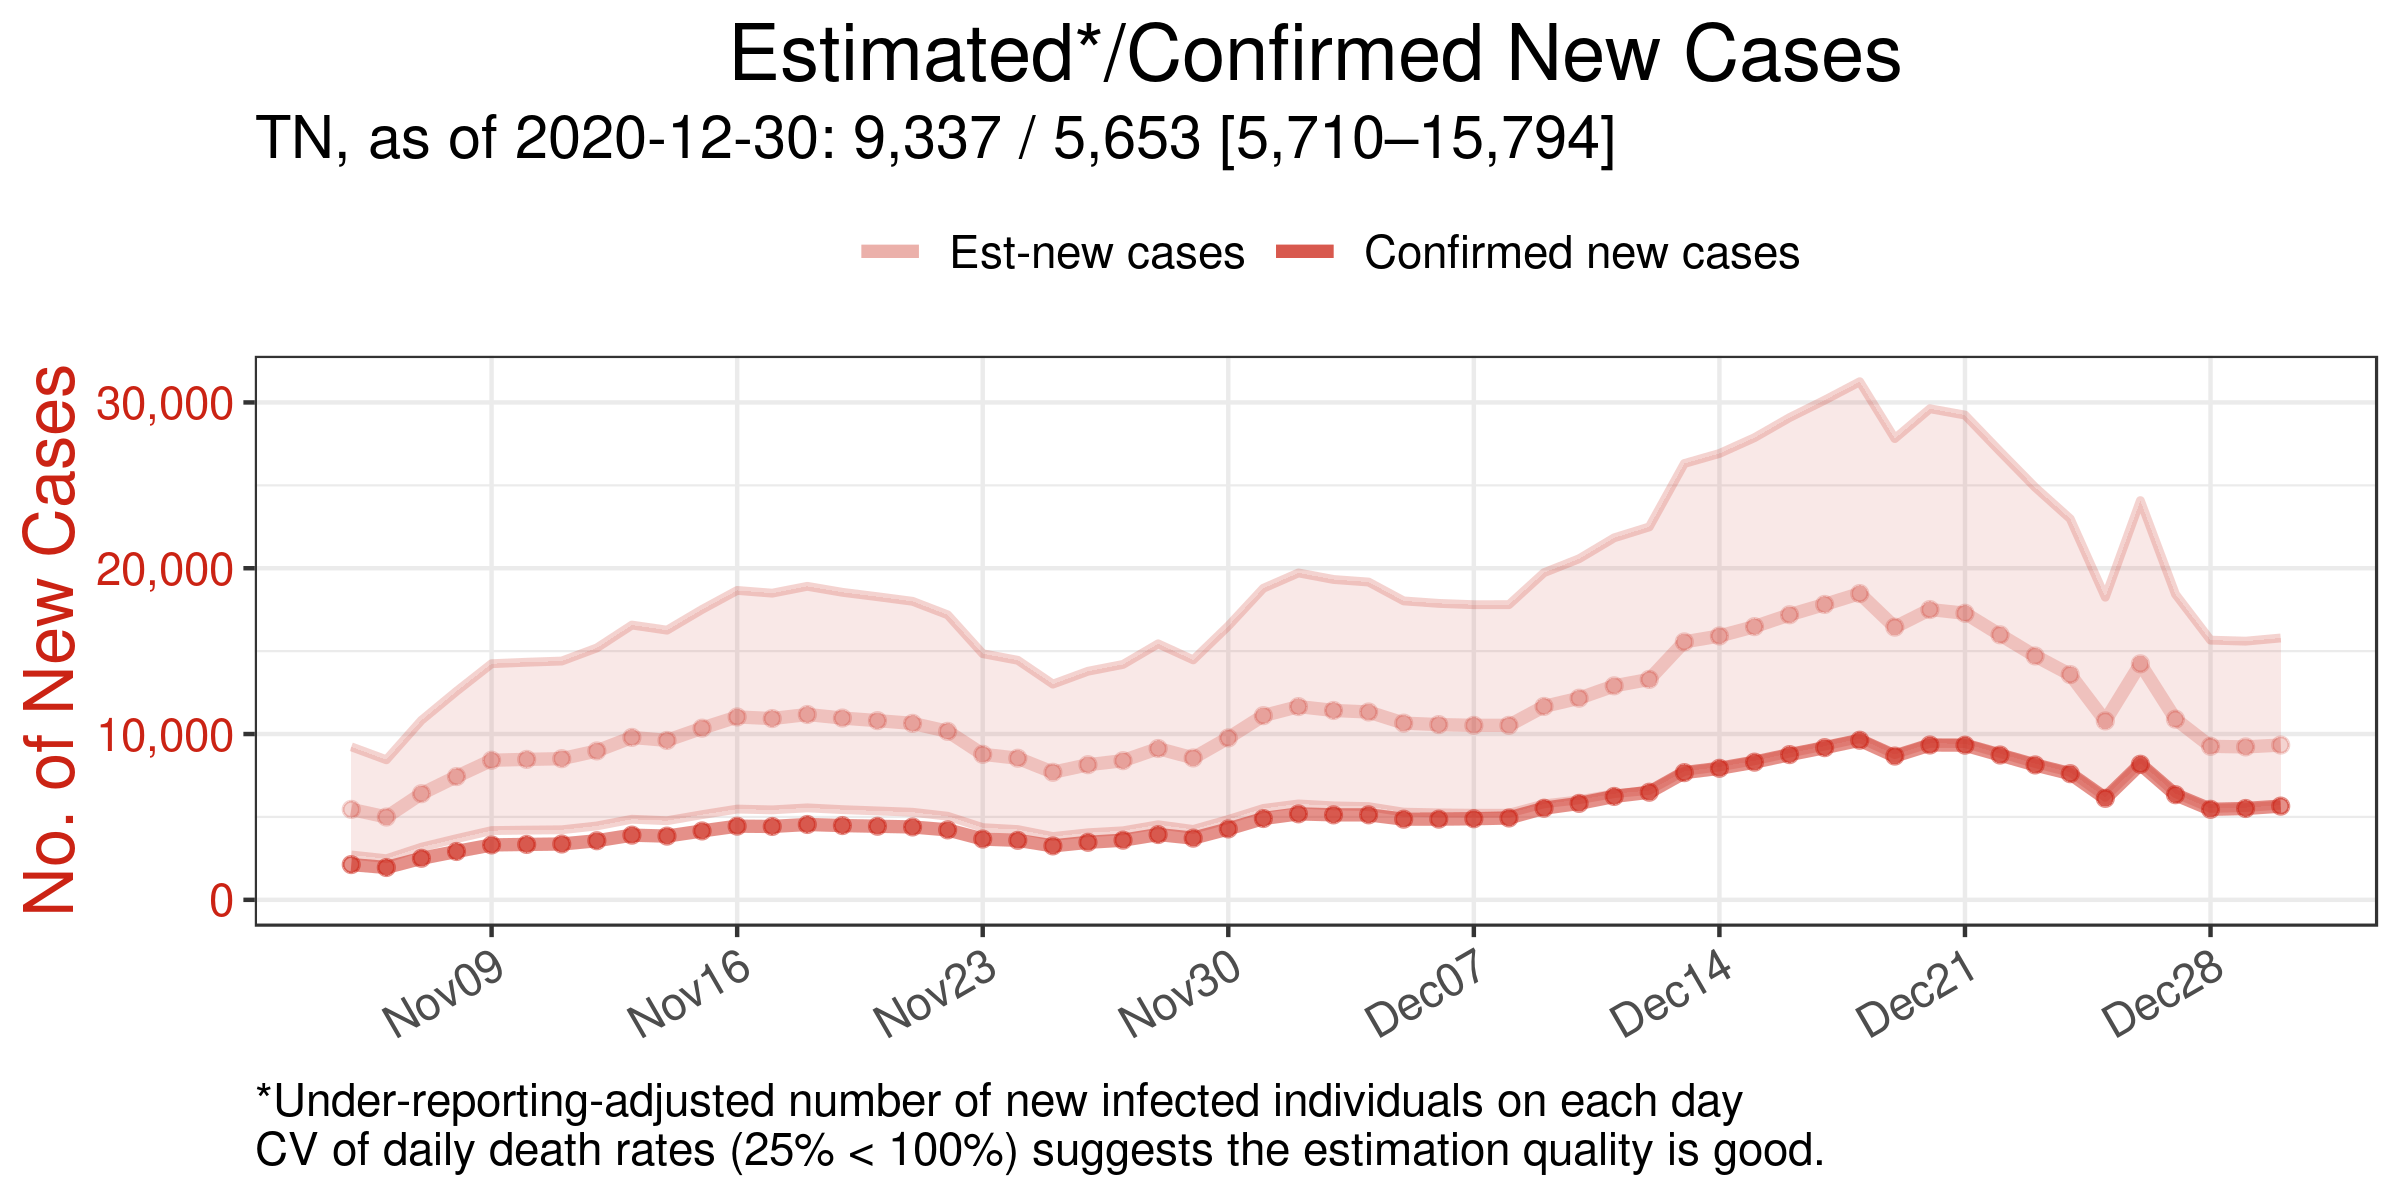 Estimated*/Confirmed New Cases
TN, as of 2020-12-30: 9,337 / 5,653 [5,710–15,794]
Est-new cases Confirmed new cases
No. of New Cases
30,000
20,000
10,000
0
Nov09 Nov16 Nov23 Nov30 Dec07 Dec14 Dec21 Dec28
*Under-reporting-adjusted number of new infected individuals on each day
CV of daily death rates (25% < 100%) suggests the estimation quality is good.